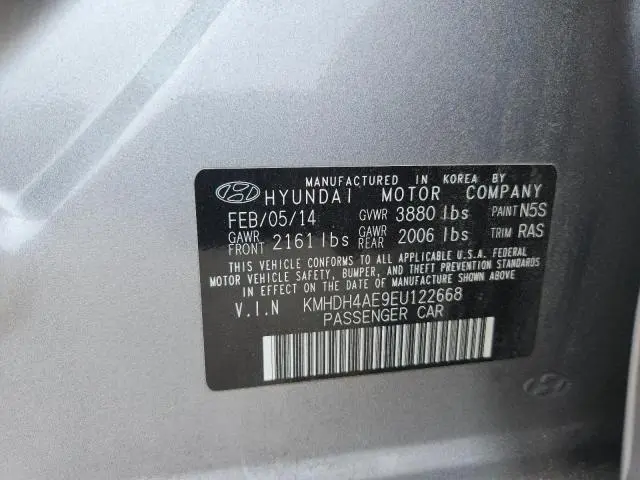 MANUFACTURED IN KOREA BY
HYUNDAI MOTOR COMPANY
FEB/05/14 GVWR 3880 lbs PAINT N5S
GAWR FRONT 2161 lbs GAWR REAR 2006 lbs TRIM RAS
THIS VEHICLE CONFORMS TO ALL APPLICABLE U.S.A. FEDERAL
MOTOR VEHICLE SAFETY, BUMPER, AND THEFT PREVENTION STANDARDS
IN EFFECT ON THE DATE OF MANUFACTURE SHOWN ABOVE
V.I.N KMHDH4AE9EU122668
PASSENGER CAR